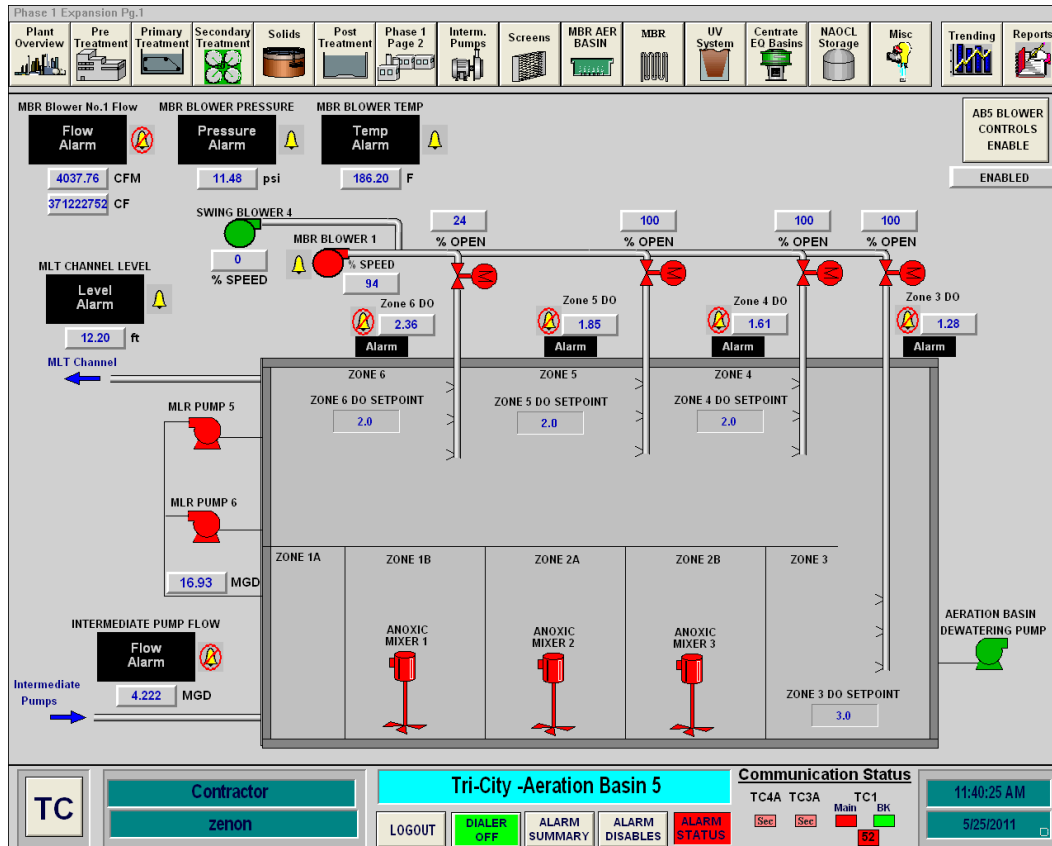 Phase 1 Expansion Pg.1
Plant Overview
Pre Treatment
Primary Treatment
Secondary Treatment
Solids
Post Treatment
Phase 1 Page 2
Interm. Pumps
Screens
MBR AER BASIN
MBR
UV System
Centrate EQ Basins
NAOCL Storage
Misc
Trending
Reports
MBR Blower No.1 Flow
MBR BLOWER PRESSURE
MBR BLOWER TEMP
Flow Alarm
Pressure Alarm
Temp Alarm
4037.76 CFM
11.48 psi
186.20 F
371222752 CF
AB5 BLOWER CONTROLS ENABLE
ENABLED
SWING BLOWER 4
0
% SPEED
MBR BLOWER 1
% SPEED
94
24
% OPEN
100
% OPEN
100
% OPEN
100
% OPEN
M
M
M
M
MLT CHANNEL LEVEL
Level Alarm
12.20 ft
MLT Channel
Zone 6 DO
2.36
Alarm
Zone 5 DO
1.85
Alarm
Zone 4 DO
1.61
Alarm
Zone 3 DO
1.28
Alarm
ZONE 6
ZONE 6 DO SETPOINT
2.0
ZONE 5
ZONE 5 DO SETPOINT
2.0
ZONE 4
ZONE 4 DO SETPOINT
2.0
MLR PUMP 5
MLR PUMP 6
16.93 MGD
ZONE 1A
ZONE 1B
ZONE 2A
ZONE 2B
ZONE 3
ANOXIC MIXER 1
ANOXIC MIXER 2
ANOXIC MIXER 3
ZONE 3 DO SETPOINT
3.0
AERATION BASIN
DEWATERING PUMP
INTERMEDIATE PUMP FLOW
Flow Alarm
4.222 MGD
Intermediate Pumps
TC
Contractor
zenon
Tri-City -Aeration Basin 5
LOGOUT
DIALER OFF
ALARM SUMMARY
ALARM DISABLES
ALARM STATUS
Communication Status
TC4A TC3A TC1
Sec Sec Main BK
52
11:40:25 AM
5/25/2011